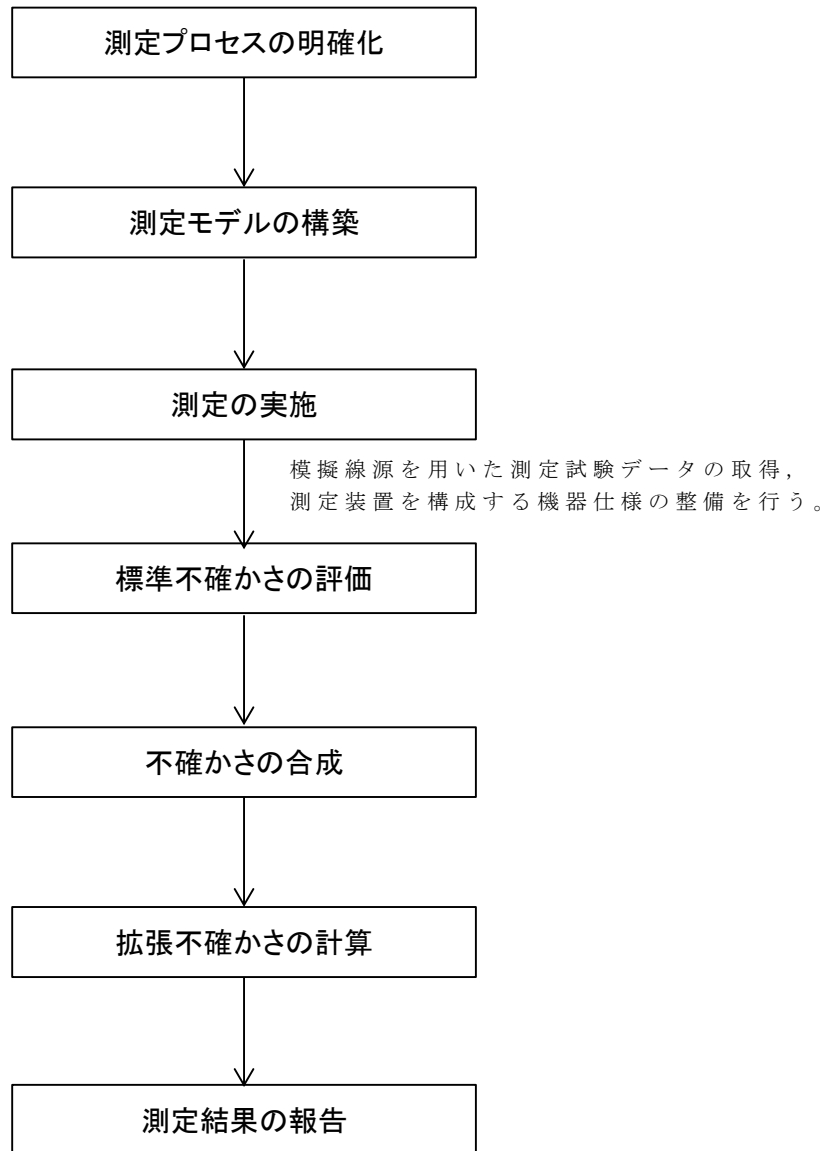 測定プロセスの明確化
測定モデルの構築
測定の実施
模擬線源を用いた測定試験データの取得,
測定装置を構成する機器仕様の整備を行う。
標準不確かさの評価
不確かさの合成
拡張不確かさの計算
測定結果の報告